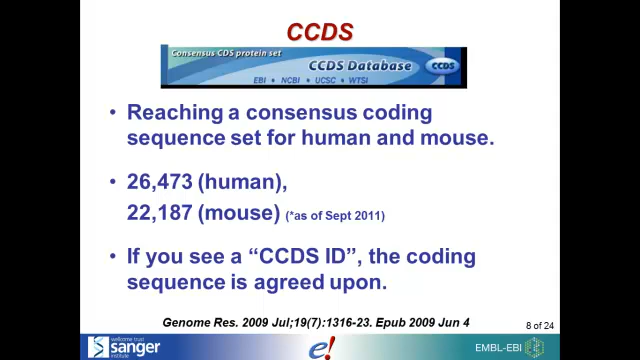 CCDS
Consensus CDS protein set
CCDS Database
CCDS
EBI ♦ NCBI ♦ UCSC ♦ WTSI
• Reaching a consensus coding
sequence set for human and mouse.
• 26,473 (human),
22,187 (mouse) (*as of Sept 2011)
• If you see a “CCDS ID”, the coding
sequence is agreed upon.
Genome Res. 2009 Jul;19(7):1316-23. Epub 2009 Jun 4
8 of 24
wellcome trust
sanger
institute
e!
EMBL-EBI